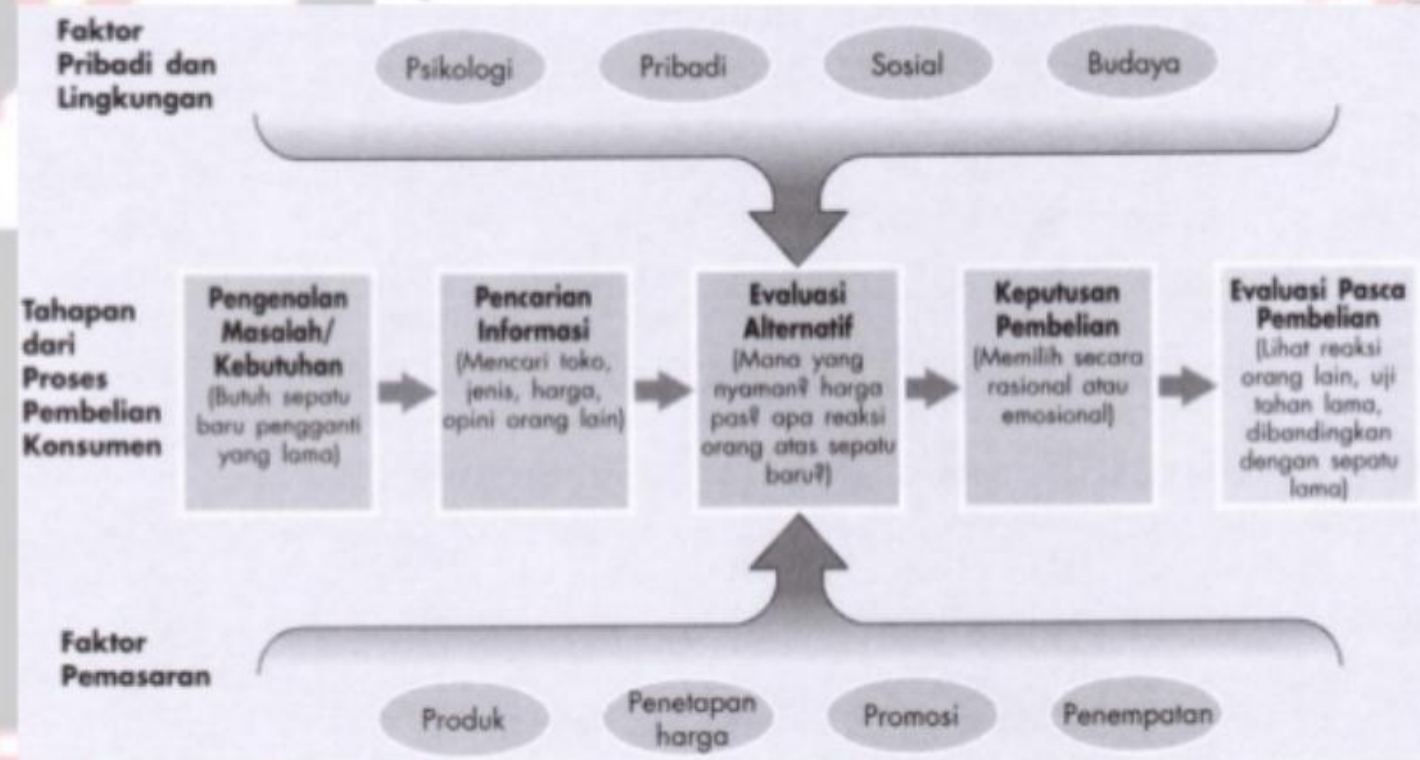 Faktor
Pribadi dan
Lingkungan
Psikologi
Pribadi
Sosial
Budaya
Tahapan
dari
Proses
Pembelian
Konsumen
Pengenalan
Masalah/
Kebutuhan
(Butuh sepatu
baru pengganti
yang lama)
Pencarian
Informasi
(Mencari toko,
jenis, harga,
opini orang lain)
Evaluasi
Alternatif
(Mana yang
nyaman? harga
pas? apa reaksi
orang atas sepatu
baru?)
Keputusan
Pembelian
(Memilih secara
rasional atau
emosional)
Evaluasi Pasca
Pembelian
(Lihat reaksi
orang lain, uji
tahan lama,
dibandingkan
dengan sepatu
lama)
Faktor
Pemasaran
Produk
Penetapan
harga
Promosi
Penempatan